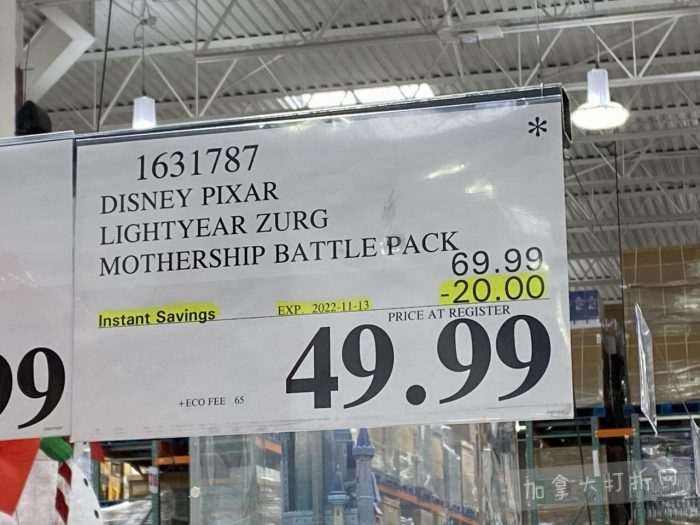 *
1631787
DISNEY PIXAR
LIGHTYEAR ZURG
MOTHERSHIP BATTLE PACK
69.99
-20.00
Instant Savings EXP. 2022-11-13
PRICE AT REGISTER
49.99
+ECO FEE .65
99
加拿大打折网